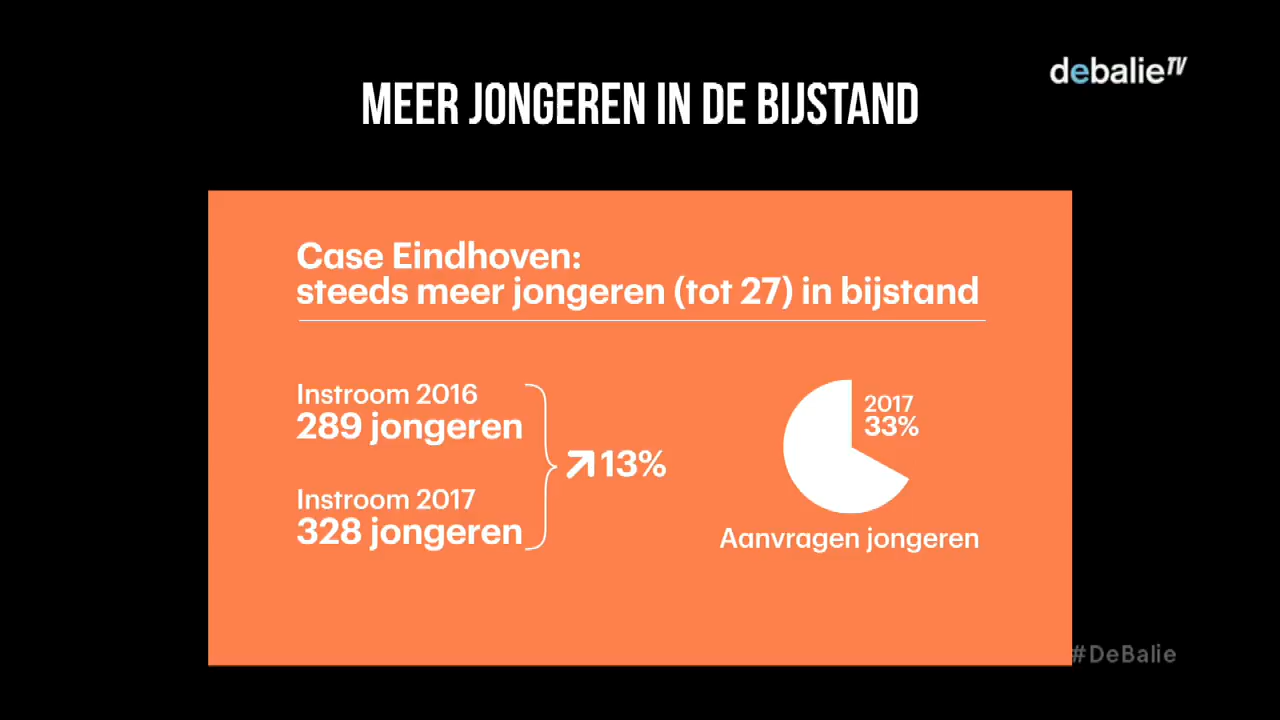 debalieTV
MEER JONGEREN IN DE BIJSTAND
Case Eindhoven:
steeds meer jongeren (tot 27) in bijstand
Instroom 2016
289 jongeren
Instroom 2017
328 jongeren
13%
2017
33%
Aanvragen jongeren
#DeBalie